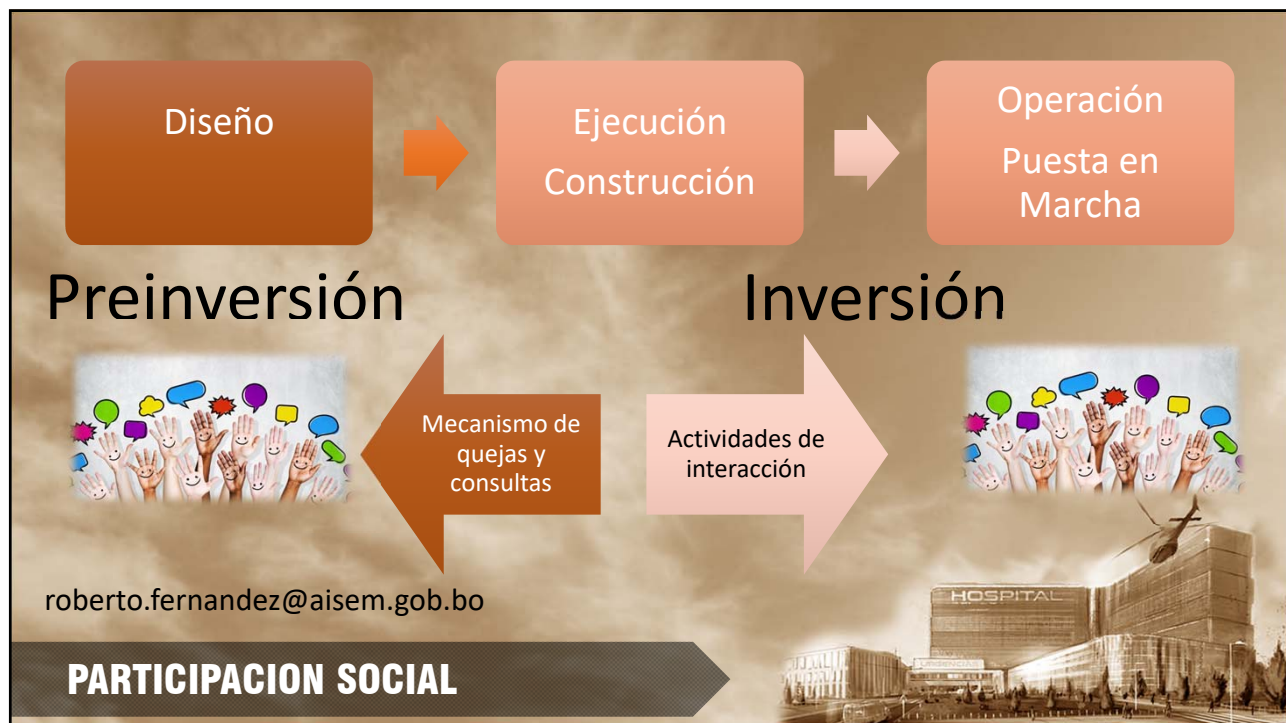 Diseño
Ejecución
Construcción
Operación
Puesta en
Marcha
Preinversión
Inversión
Mecanismo de
quejas y
consultas
Actividades de
interacción
roberto.fernandez@aisem.gob.bo
HOSPITAL
URGENCIAS
PARTICIPACION SOCIAL